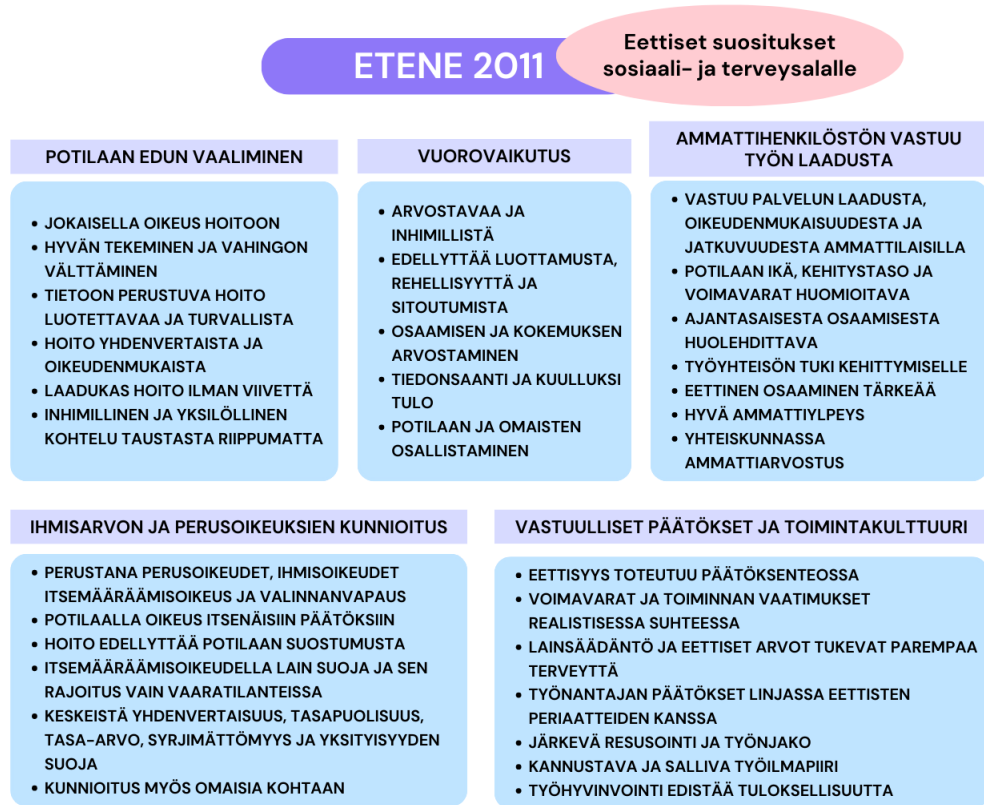 ETENE 2011
Eettiset suositukset
sosiaali- ja terveysalalle
POTILAAN EDUN VAALIMINEN
• JOKAISELLA OIKEUS HOITOON
• HYVÄN TEKEMINEN JA VAHINGON
VÄLTTÄMINEN
• TIETOON PERUSTUVA HOITO
LUOTETTAVAA JA TURVALLISTA
• HOITO YHDENVERTAISTA JA
OIKEUDENMUKAISTA
• LAADUKAS HOITO ILMAN VIIVETTÄ
• INHIMILLINEN JA YKSILÖLLINEN
KOHTELU TAUSTASTA RIIPPUMATTA
VUOROVAIKUTUS
• ARVOSTAVAA JA
INHIMILLISTÄ
• EDELLYTTÄÄ LUOTTAMUSTA,
REHELLISYYTTÄ JA
SITOUTUMISTA
• OSAAMISEN JA KOKEMUKSEN
ARVOSTAMINEN
• TIEDONSAANTI JA KUULLUKSI
TULO
• POTILAAN JA OMAISTEN
OSALLISTAMINEN
AMMATTIHENKILÖSTÖN VASTUU
TYÖN LAADUSTA
• VASTUU PALVELUN LAADUSTA,
OIKEUDENMUKAISUUDESTA JA
JATKUVUUDESTA AMMATTILAISILLA
• POTILAAN IKÄ, KEHITYSTASO JA
VOIMAVARAT HUOMIOITAVA
• AJANTASAISESTA OSAAMISESTA
HUOLEHDITTAVA
• TYÖYHTEISÖN TUKI KEHITTYMISELLE
• EETTINEN OSAAMINEN TÄRKEÄÄ
• HYVÄ AMMATTIYLPEYS
• YHTEISKUNNASSA
AMMATTIARVOSTUS
IHMISARVON JA PERUSOIKEUKSIEN KUNNIOITUS
• PERUSTANA PERUSOIKEUDET, IHMISOIKEUDET
ITSEMÄÄRÄÄMISOIKEUS JA VALINNANVAPAUS
• POTILAALLA OIKEUS ITSENÄISIIN PÄÄTÖKSIIN
• HOITO EDELLYTTÄÄ POTILAAN SUOSTUMUSTA
• ITSEMÄÄRÄÄMISOIKEUDELLA LAIN SUOJA JA SEN
RAJOITUS VAIN VAARATILANTEISSA
• KESKEISTÄ YHDENVERTAISUUS, TASAPUOLISUUS,
TASA-ARVO, SYRJIMÄTTÖMYYS JA YKSITYISYYDEN
SUOJA
• KUNNIOITUS MYÖS OMAISIA KOHTAAN
VASTUULLISET PÄÄTÖKSET JA TOIMINTAKULTTUURI
• EETTISYYS TOTEUTUU PÄÄTÖKSENTEOSSA
• VOIMAVARAT JA TOIMINNAN VAATIMUKSET
REALISTISESSA SUHTEESSA
• LAINSÄÄDÄNTÖ JA EETTISET ARVOT TUKEVAT PAREMPAA
TERVEYTTÄ
• TYÖNANTAJAN PÄÄTÖKSET LINJASSA EETTISTEN
PERIAATTEIDEN KANSSA
• JÄRKEVÄ RESUSOINTI JA TYÖNJAKO
• KANNUSTAVA JA SALLIVA TYÖILMAPIIRI
• TYÖHYVINVOINTI EDISTÄÄ TULOKSELLISUUTTA